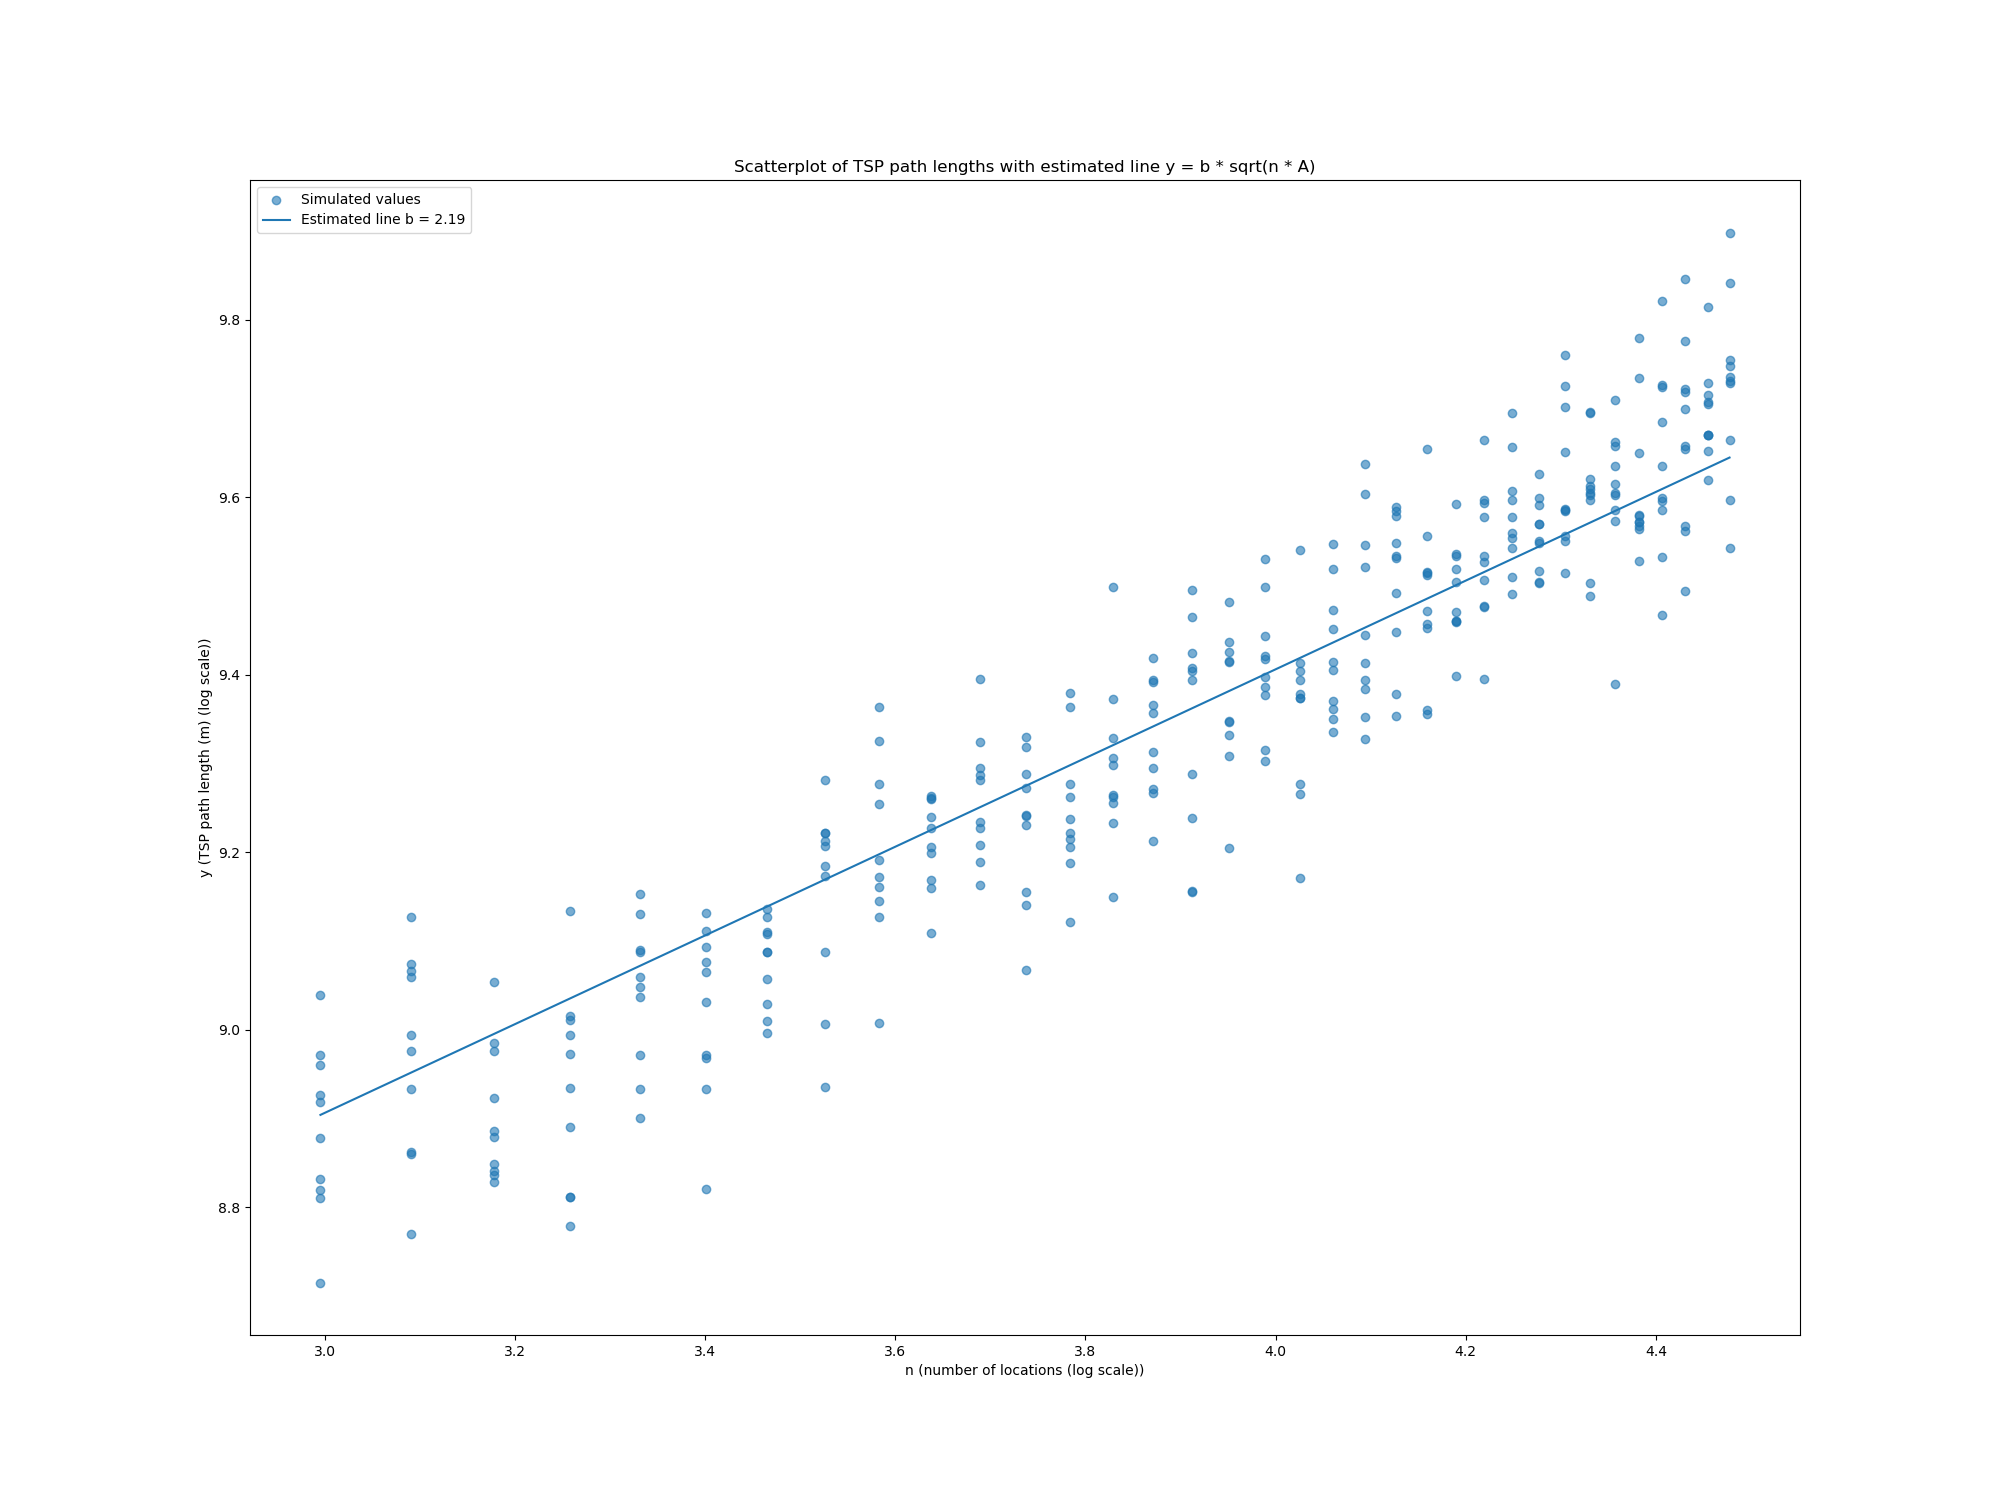 Scatterplot of TSP path lengths with estimated line y = b * sqrt(n * A)
Simulated values
Estimated line b = 2.19
9.8
9.6
9.4
9.2
9.0
8.8
y (TSP path length (m) (log scale))
3.0 3.2 3.4 3.6 3.8 4.0 4.2 4.4
n (number of locations (log scale))